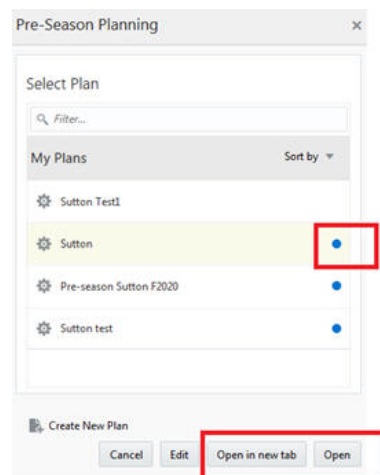 Pre-Season Planning
Select Plan
Filter...
My Plans Sort by
Sutton Test1
Sutton
Pre-season Sutton F2020
Sutton test
Create New Plan
Cancel Edit Open in new tab Open